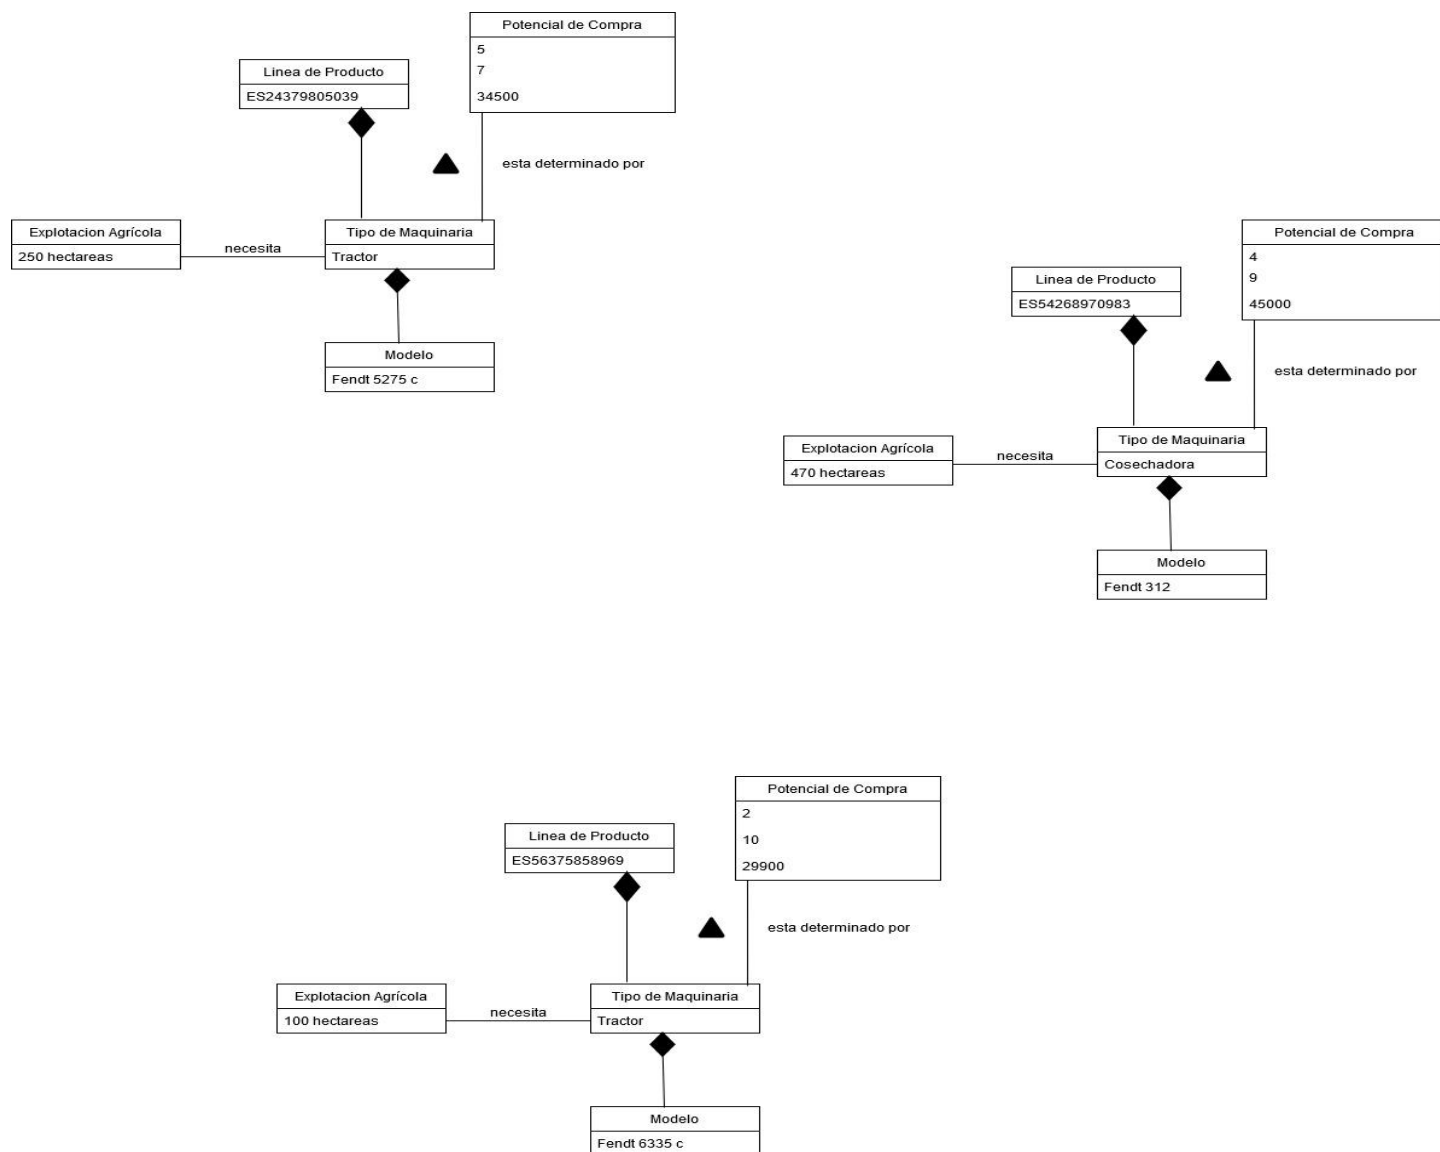 Potencial de Compra
5
7
34500
Linea de Producto
ES24379805039
esta determinado por
Explotacion Agrícola
250 hectareas
necesita
Tipo de Maquinaria
Tractor
Modelo
Fendt 5275 c
Potencial de Compra
4
9
45000
Linea de Producto
ES54268970983
esta determinado por
Explotacion Agrícola
470 hectareas
necesita
Tipo de Maquinaria
Cosechadora
Modelo
Fendt 312
Potencial de Compra
2
10
29900
Linea de Producto
ES56375858969
esta determinado por
Explotacion Agrícola
100 hectareas
necesita
Tipo de Maquinaria
Tractor
Modelo
Fendt 6335 c